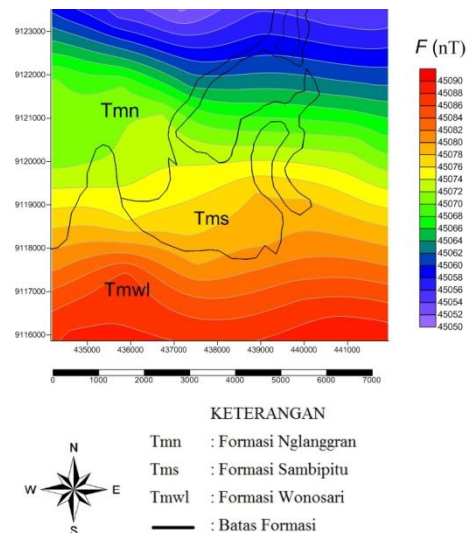 9123000
9122000
9121000
9120000
9119000
9118000
9117000
9116000
Tmn
Tms
Tmwl
435000 436000 437000 438000 439000 440000 441000
0 1000 2000 3000 4000 5000 6000 7000
F (nT)
45090
45088
45086
45084
45082
45080
45078
45076
45074
45072
45070
45068
45066
45064
45062
45060
45058
45056
45054
45052
45050
KETERANGAN
Tmn : Formasi Nglanggran
Tms : Formasi Sambipitu
Tmwl : Formasi Wonosari
: Batas Formasi
N
W E
S